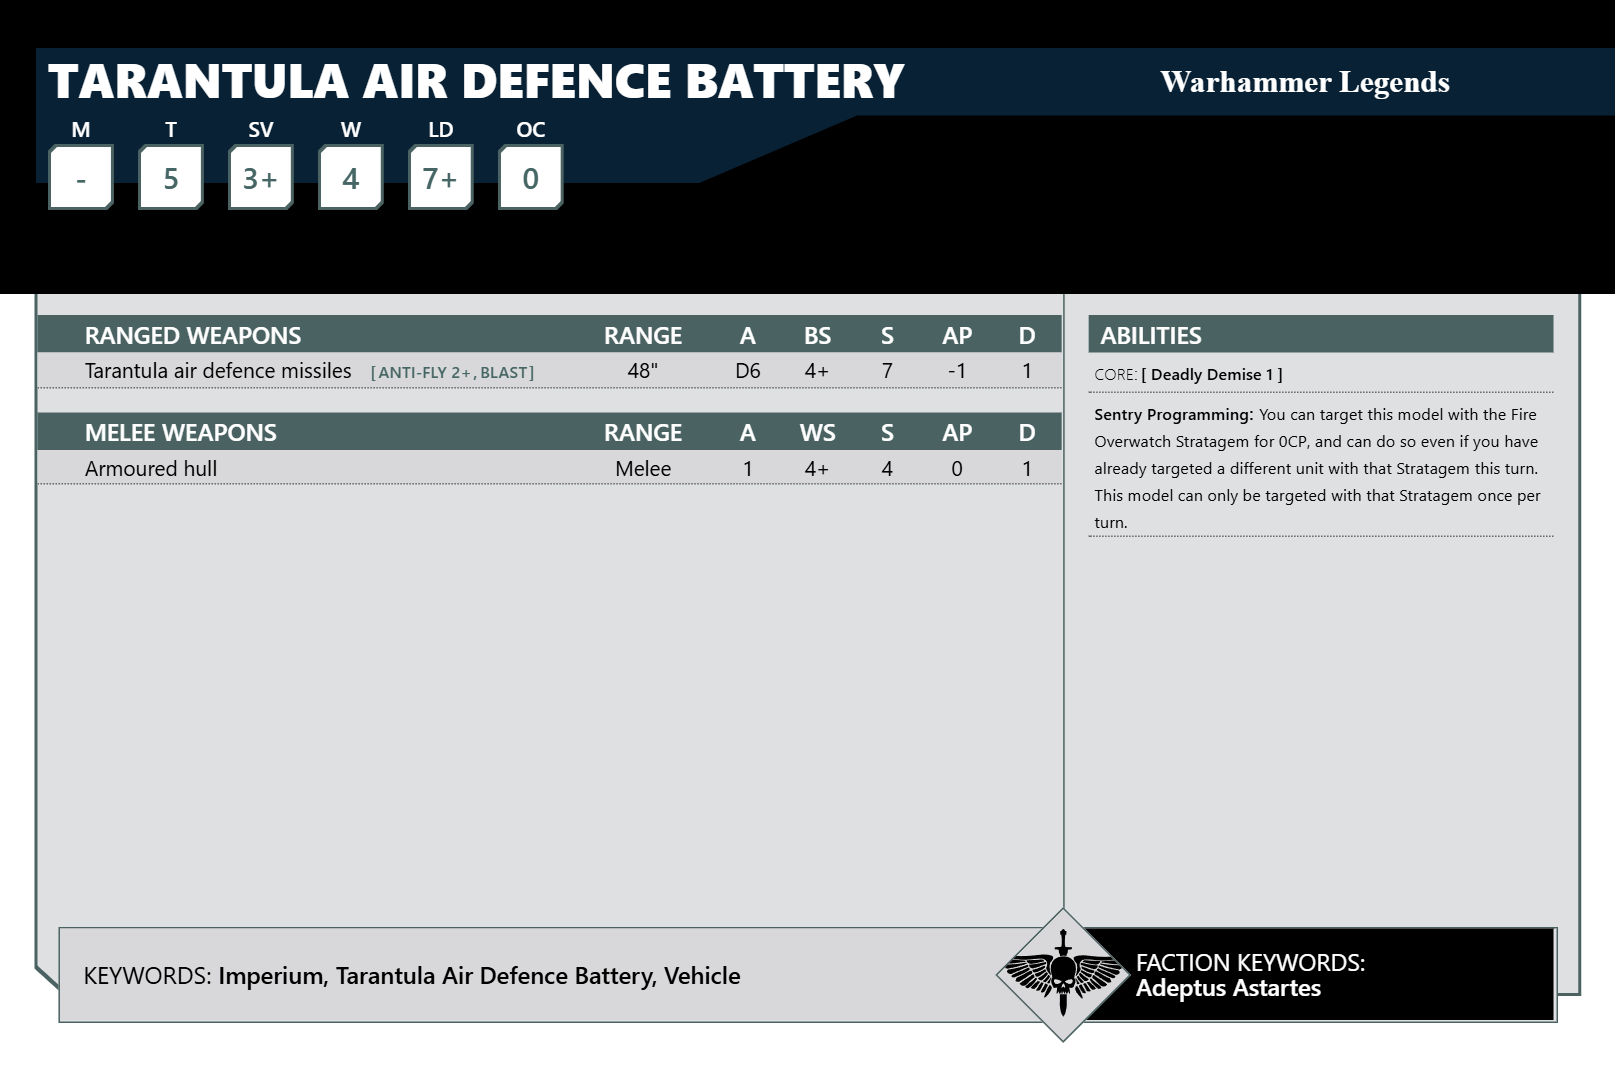 TARANTULA AIR DEFENCE BATTERY
Warhammer Legends
M T SV W LD OC
- 5 3+ 4 7+ 0
RANGED WEAPONS RANGE A BS S AP D
Tarantula air defence missiles [ANTI-FLY 2+, BLAST] 48" D6 4+ 7 -1 1
MELEE WEAPONS RANGE A WS S AP D
Armoured hull Melee 1 4+ 4 0 1
ABILITIES
CORE: [ Deadly Demise 1 ]
Sentry Programming: You can target this model with the Fire
Overwatch Stratagem for 0CP, and can do so even if you have
already targeted a different unit with that Stratagem this turn.
This model can only be targeted with that Stratagem once per
turn.
KEYWORDS: Imperium, Tarantula Air Defence Battery, Vehicle
FACTION KEYWORDS:
Adeptus Astartes